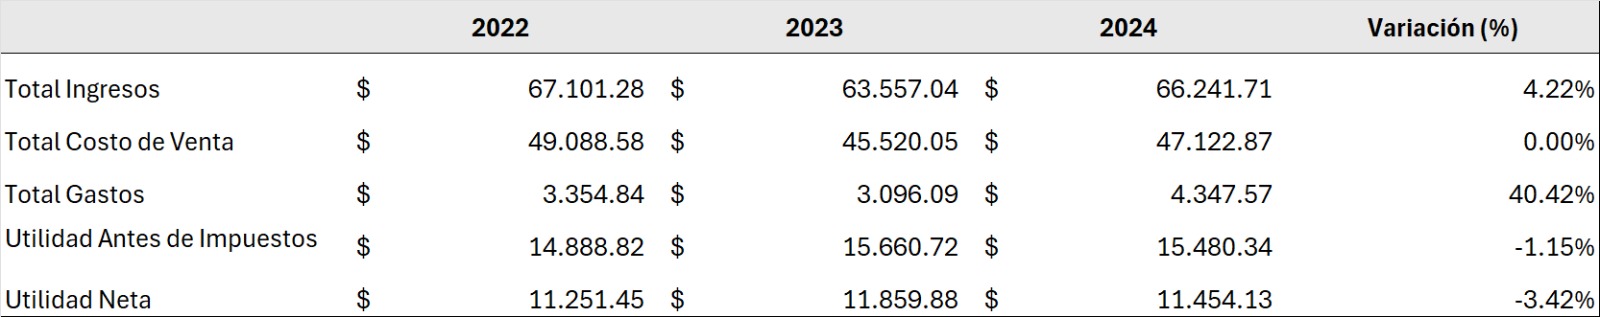 2022 2023 2024 Variación (%)
Total Ingresos $ 67.101.28 $ 63.557.04 $ 66.241.71 4.22%
Total Costo de Venta $ 49.088.58 $ 45.520.05 $ 47.122.87 0.00%
Total Gastos $ 3.354.84 $ 3.096.09 $ 4.347.57 40.42%
Utilidad Antes de Impuestos $ 14.888.82 $ 15.660.72 $ 15.480.34 -1.15%
Utilidad Neta $ 11.251.45 $ 11.859.88 $ 11.454.13 -3.42%